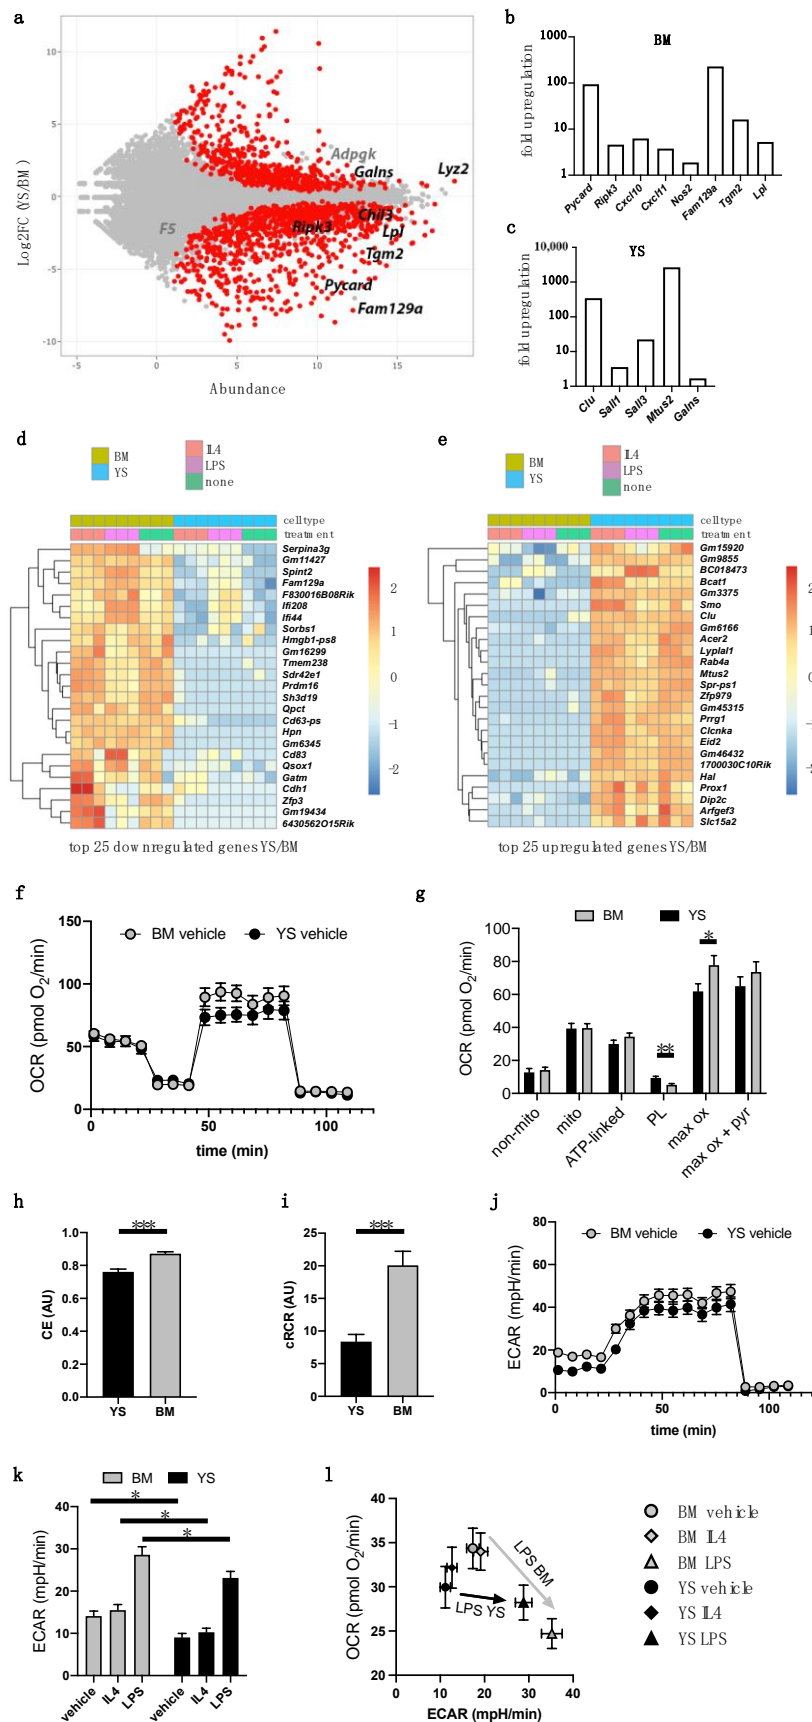 a
Log2FC (YS/BM)
10
5
0
-5
-10
Adpgk
Galns
Lyz2
F5
Ripk3
Chil3
Lpl
Tgm2
Pycard
Fam129a
-5 0 5 10 15
Abundance
b
BM
fold upregulation
1000
100
10
1
Pycard Ripk3 Cxcl10 Cxclh1 Nos2 Fam129a Tgm2 Lpl
c
YS
fold upregulation
10,000
1000
100
10
1
Clu Sall1 Sall3 Mtus2 Galns
d
BM
YS
IL4
LPS
none
celltype
treatment
Serpina3g
Gm11427
Spint2
Fam129a
F830016B08Rik
Ifi208
Ifi44
Sorbs1
Hmgb1-ps8
Gm16299
Tmem238
Sdr42e1
Prdm16
Sh3d19
Qpct
Cd63-ps
Hpn
Gm6345
Cd83
Qsox1
Gatm
Cdh1
Zfp3
Gm19434
6430562O15Rik
2
1
0
-1
-2
top 25 downregulated genes YS/BM
e
BM
YS
IL4
LPS
none
celltype
treatment
Gm15920
Gm9855
BC018473
Bcat1
Gm3375
Smo
Clu
Gm6166
Acer2
Lyplal1
Rab4a
Mtus2
Spr-ps1
Zfp979
Gm45315
Prrg1
Clcnka
Eid2
Gm46432
1700030C10Rik
Hal
Prox1
Dip2c
Arfgef3
Slc15a2
2
1
0
-1
-2
top 25 upregulated genes YS/BM
f
BM vehicle YS vehicle
OCR (pmol O2/min)
150
100
50
0
0 50 100
time (min)
g
BM YS
OCR (pmol O2/min)
100
80
60
40
20
0
**
*
non-mito mito ATP-linked PL max ox max ox + pyr
h
CE (AU)
***
1.0
0.8
0.6
0.4
0.2
0.0
YS BM
i
cRCR (AU)
***
25
20
15
10
5
0
YS BM
j
BM vehicle YS vehicle
ECAR (mpH/min)
80
60
40
20
0
0 50 100
time (min)
k
BM YS
ECAR (mpH/min)
*
*
*
40
30
20
10
0
vehicle IL4 LPS vehicle IL4 LPS
l
OCR (pmol O2/min)
40
35
30
25
20
LPS BM
LPS YS
0 10 20 30 40
ECAR (mpH/min)
BM vehicle
BM IL4
BM LPS
YS vehicle
YS IL4
YS LPS